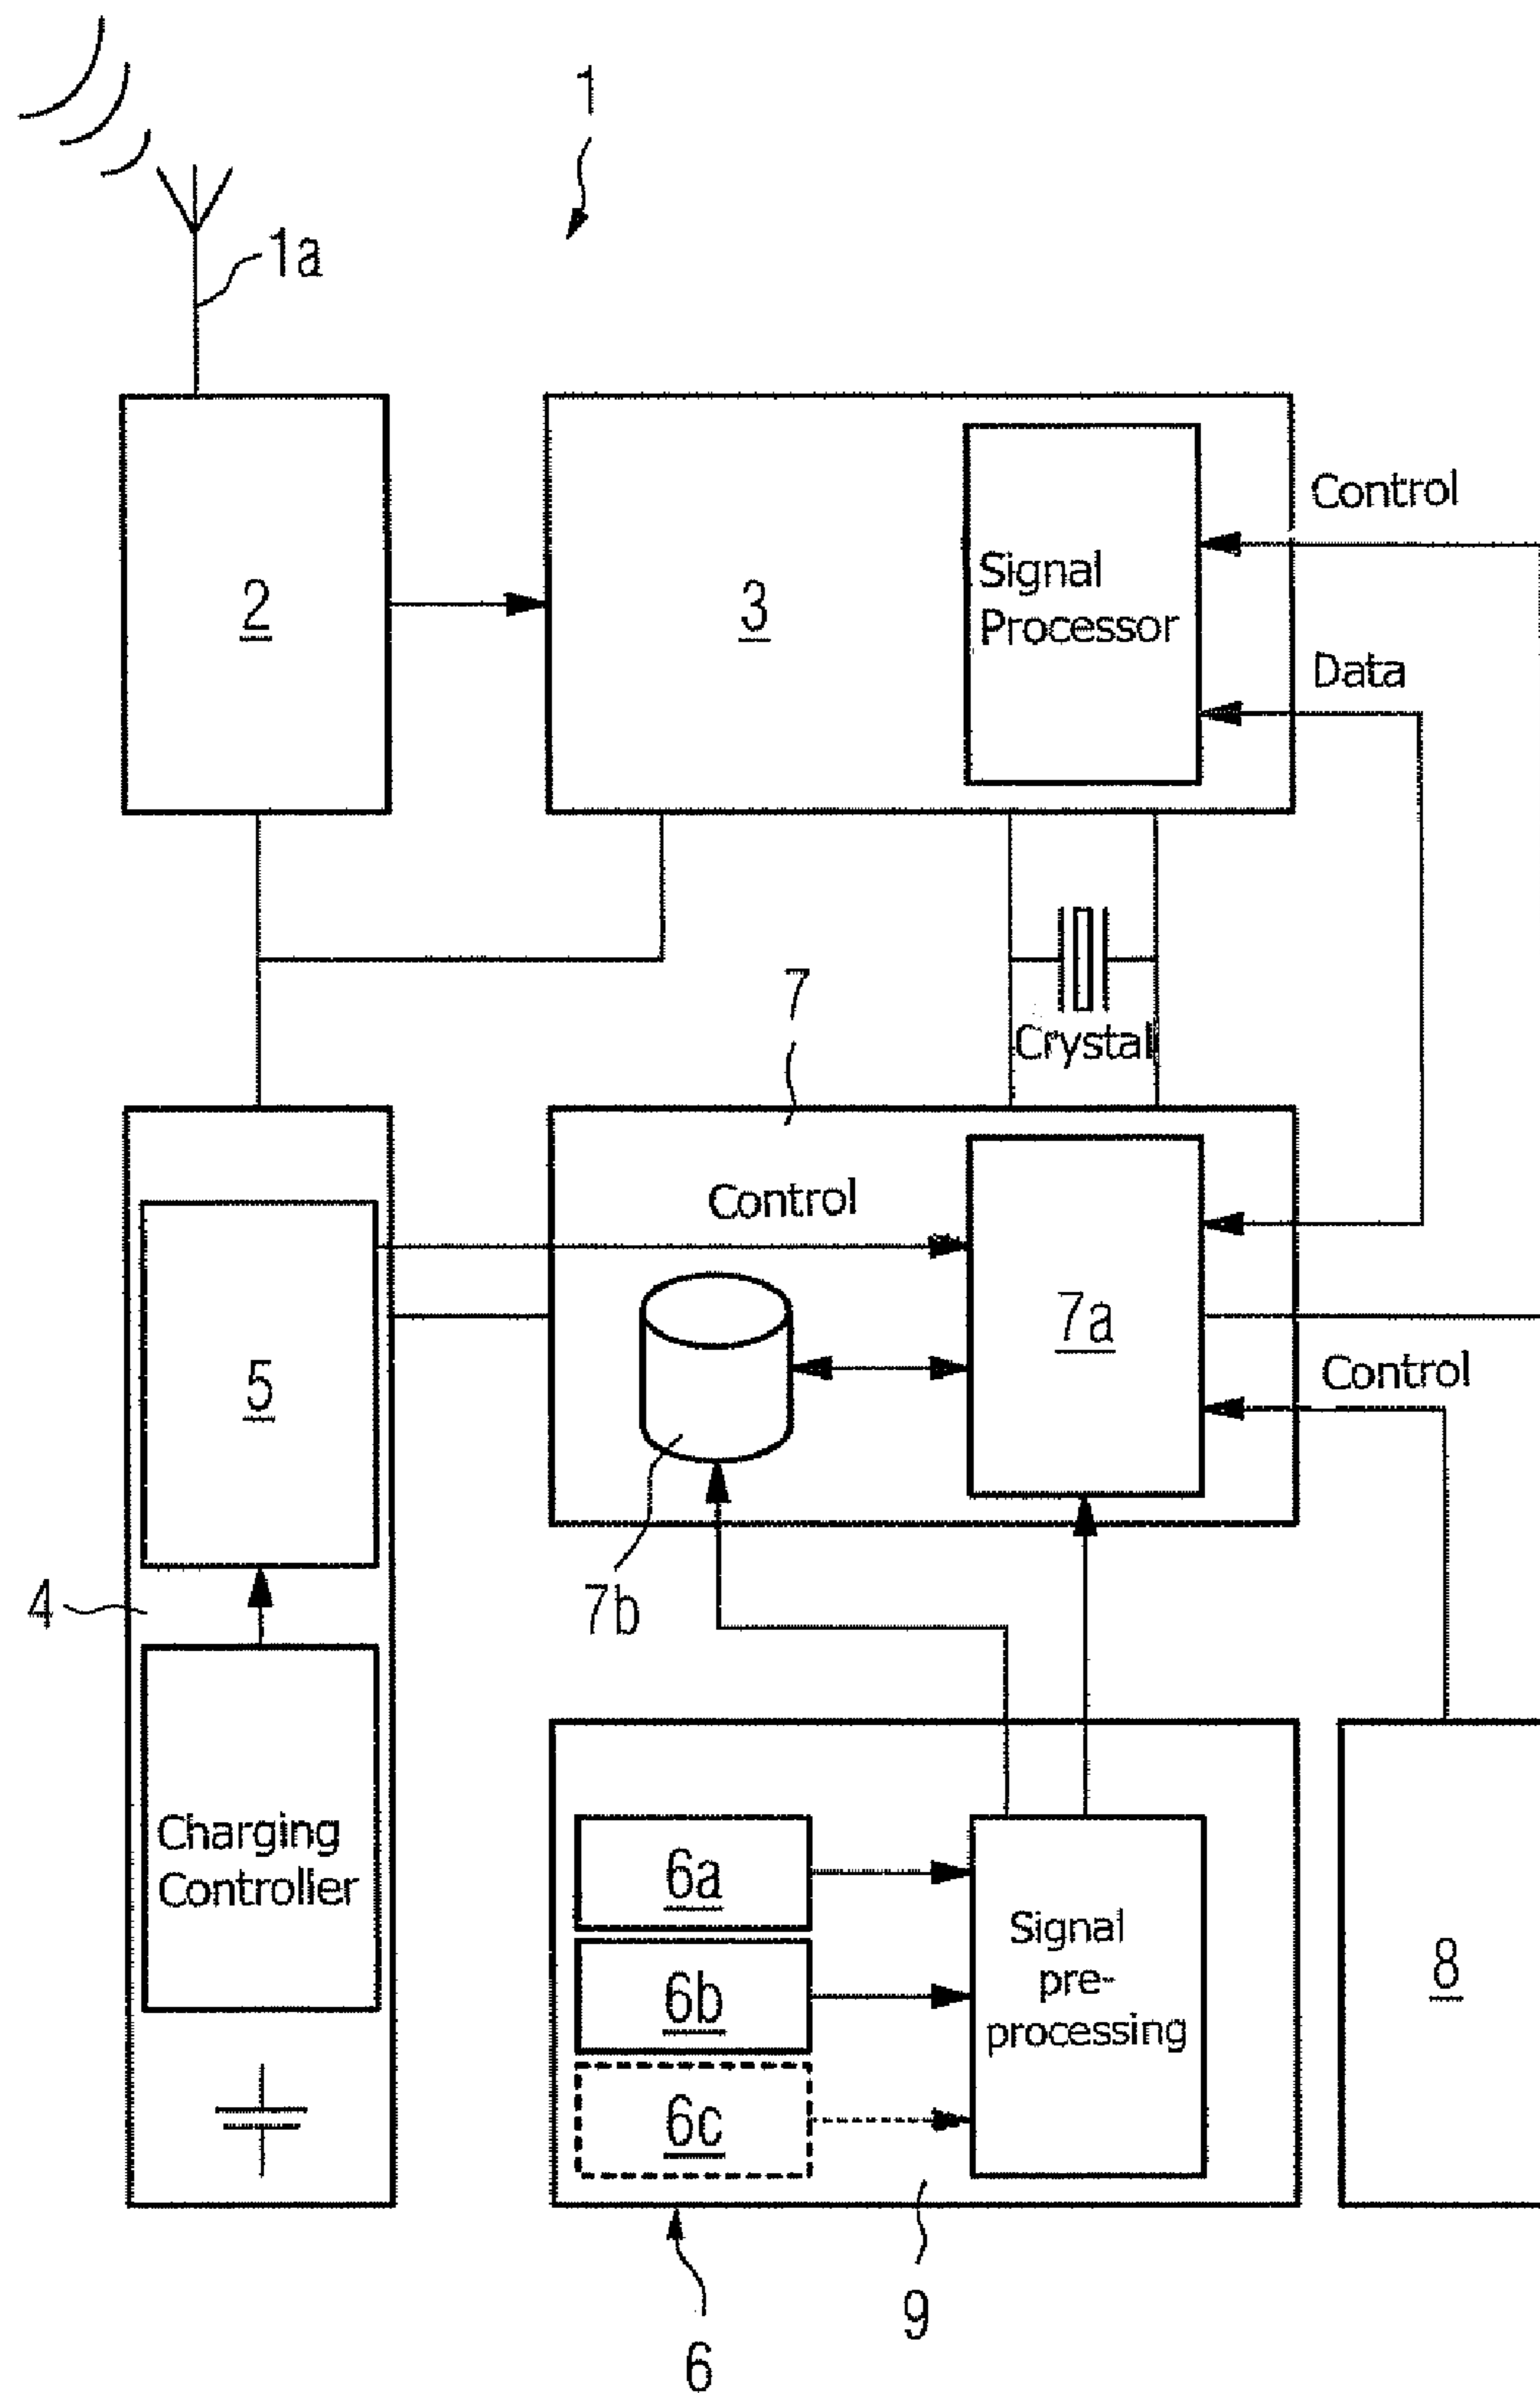 1
1a
2
3
Signal
Processor
Control
Data
7
Crystal
Control
5
7a
Control
4
7b
Charging
Controller
6a
6b
6c
Signal
pre-
processing
8
9
6